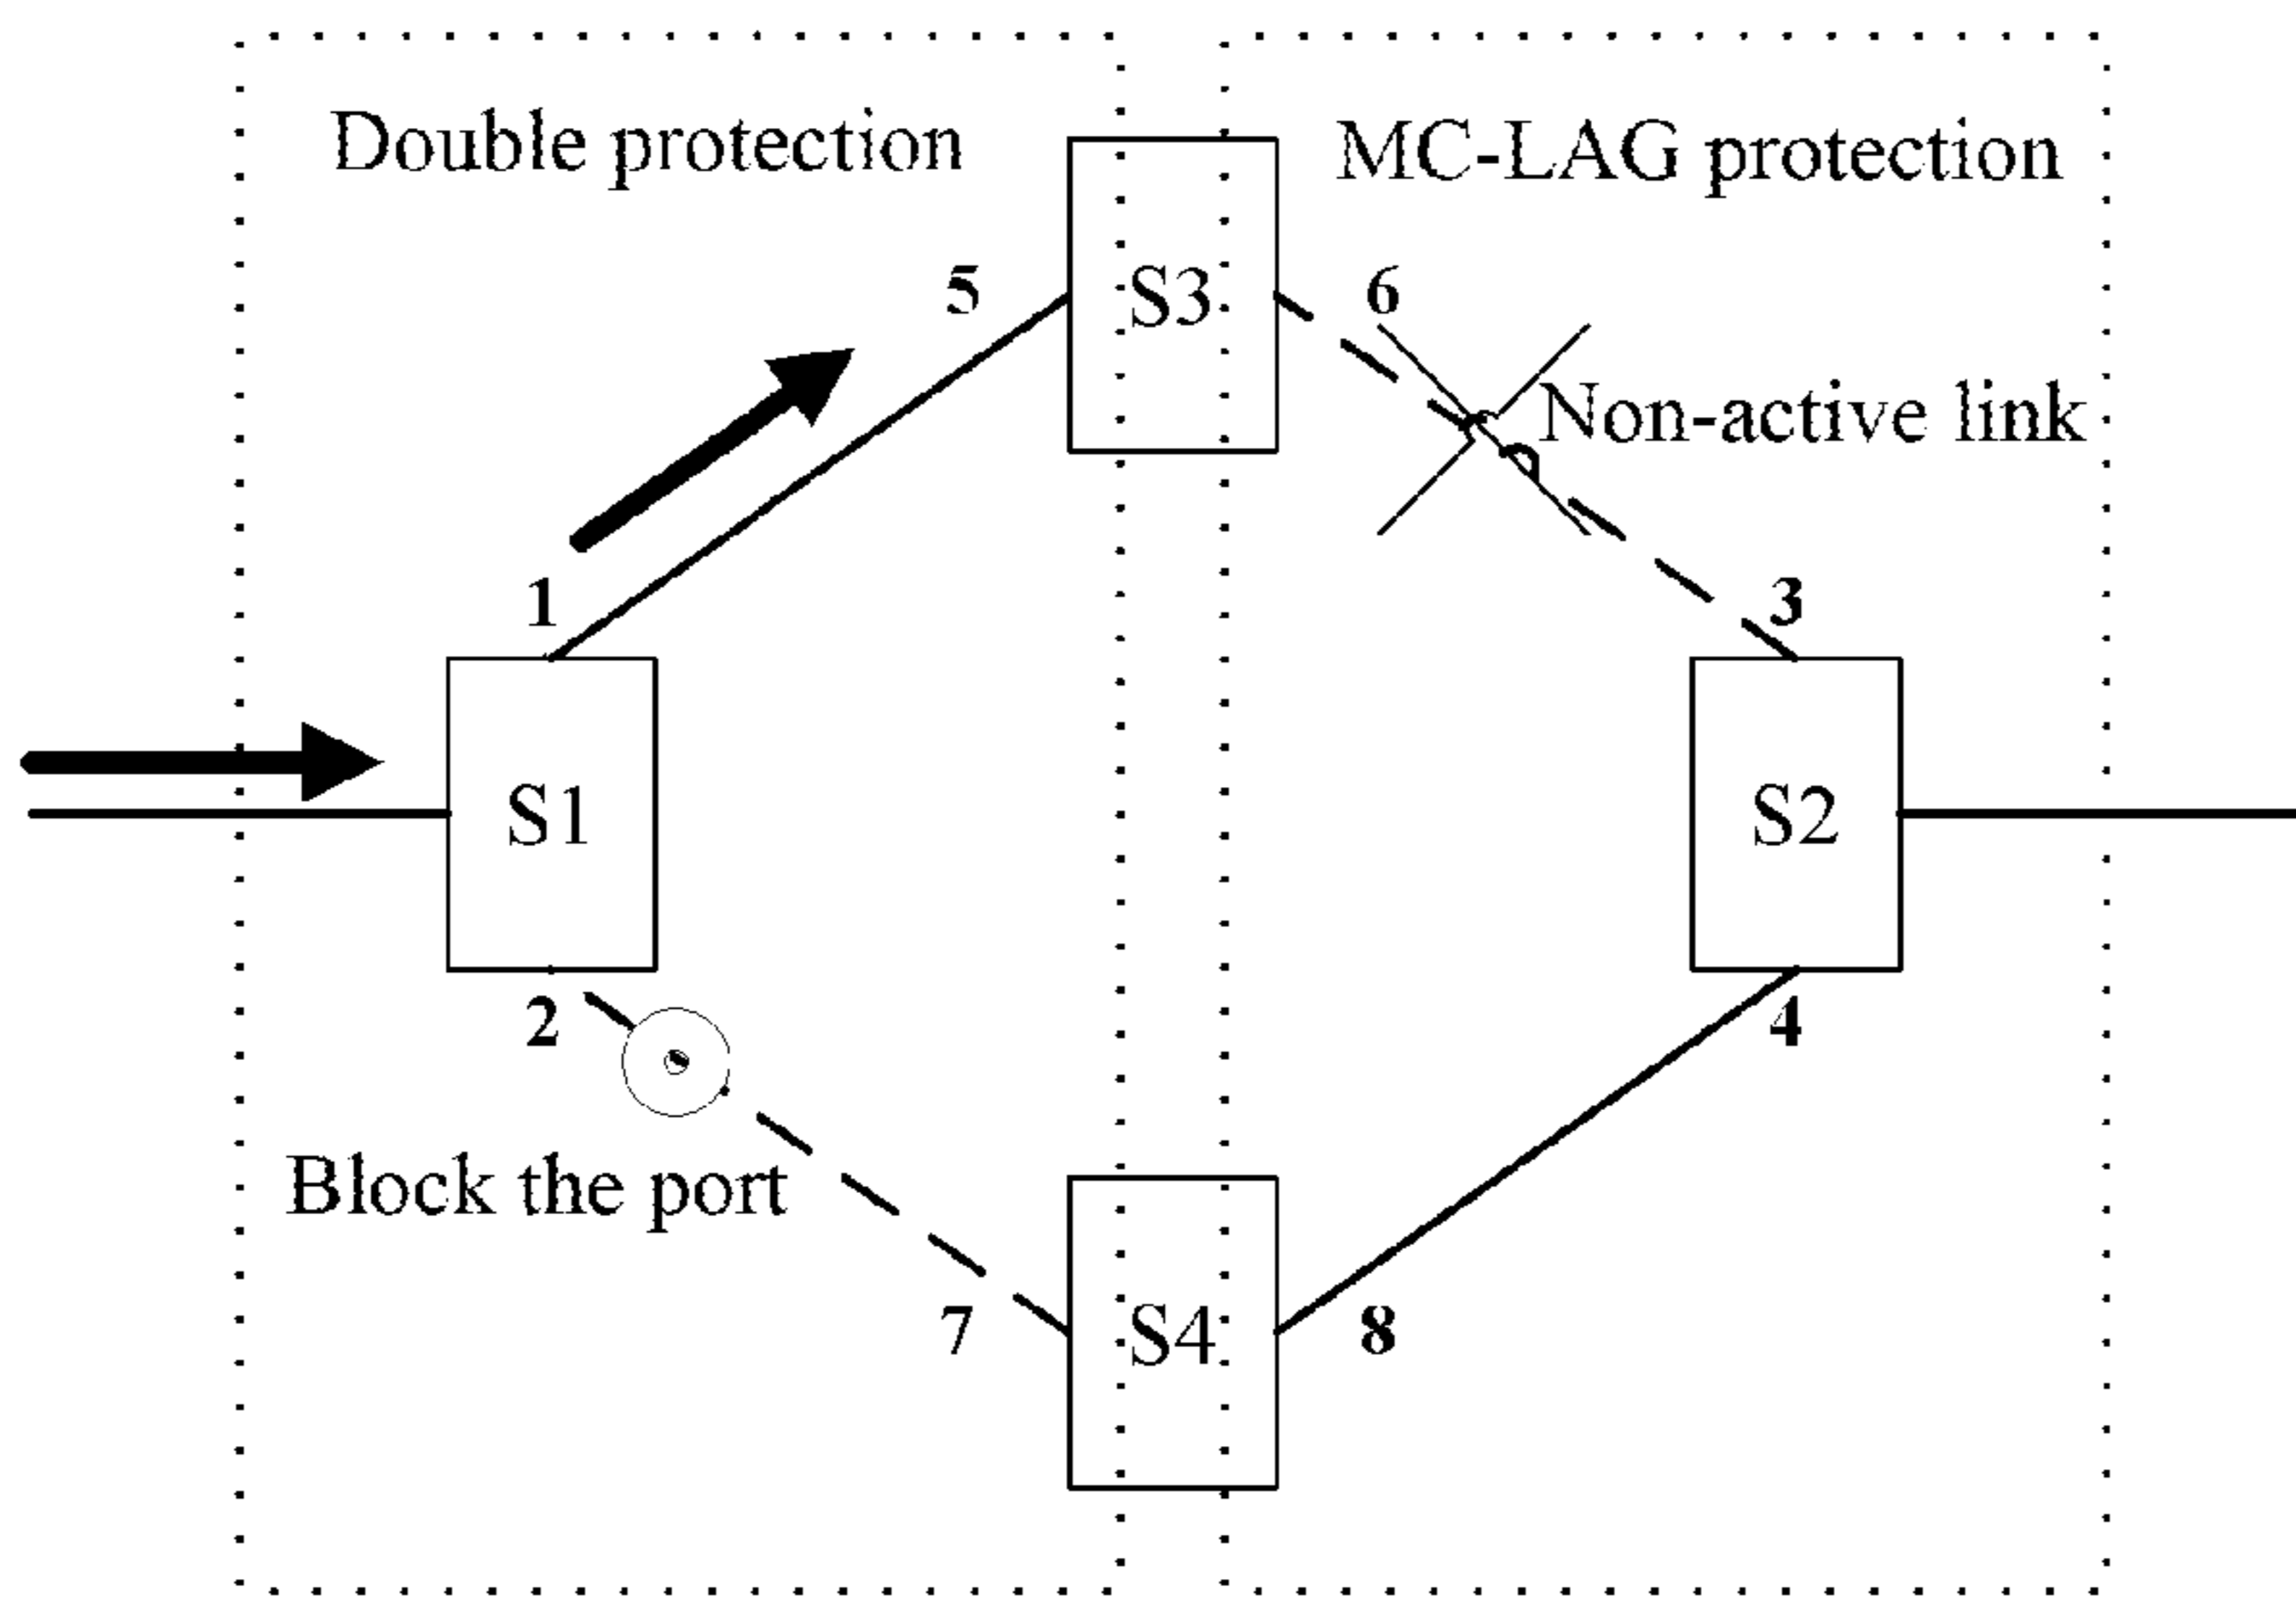 Double protection
MC-LAG protection
5
S3
6
Non-active link
1
3
S1
S2
2
4
Block the port
7
S4
8